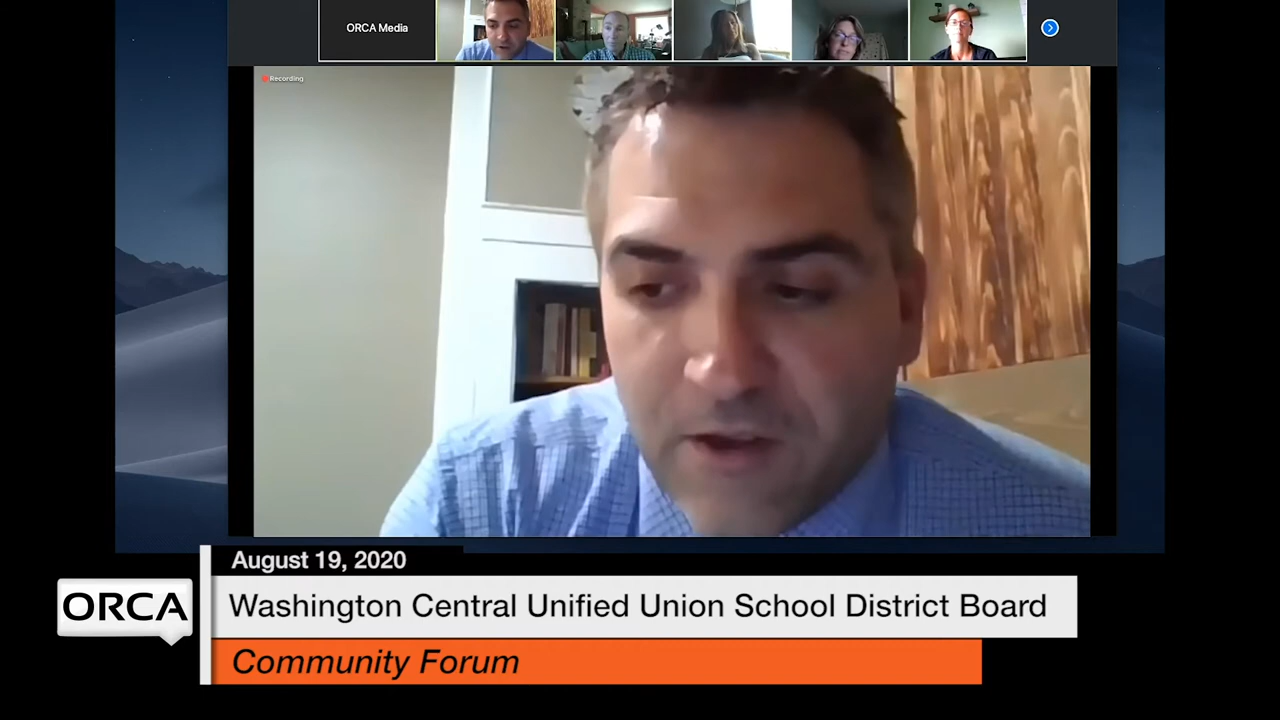 ORCA Media
Recording
August 19, 2020
ORCA
Washington Central Unified Union School District Board
Community Forum